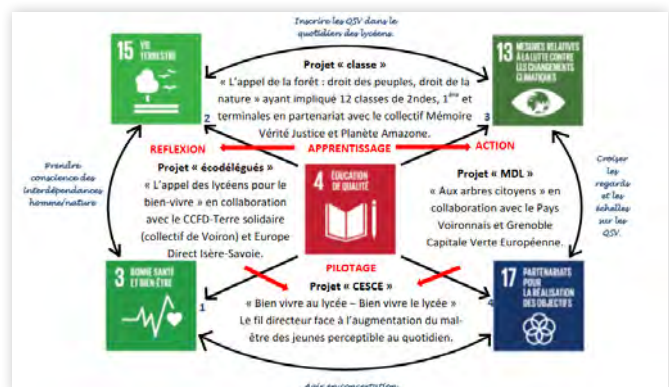 Inscrire les QSV dans le
quotidien des lycéens.
15 VIE
TERRESTRE
2
Projet « classe »
« L'appel de la forêt : droit des peuples, droit de la
nature » ayant impliqué 12 classes de 2ndes, 1ère et
terminales en partenariat avec le collectif Mémoire
Vérité Justice et Planète Amazone.
13 MESURES RELATIVES
À LA LUTTE CONTRE
LES CHANGEMENTS
CLIMATIQUES
3
REFLEXION
APPRENTISSAGE
ACTION
Prendre
conscience des
interdépendances
homme/nature
Projet « écodélégués »
« L'appel des lycéens pour le
bien-vivre » en collaboration
avec le CCFD-Terre solidaire
(collectif de Voiron) et Europe
Direct Isère-Savoie.
4 ÉDUCATION
DE QUALITÉ
Projet « MDL »
« Aux arbres citoyens » en
collaboration avec le Pays
Voironnais et Grenoble
Capitale Verte Européenne.
Croiser
les
regards
et les
échelles
sur les
QSV.
3 BONNE SANTÉ
ET BIEN-ÊTRE
1
PILOTAGE
Projet « CESCE »
« Bien vivre au lycée – Bien vivre le lycée »
Le fil directeur face à l'augmentation du mal-
être des jeunes perceptible au quotidien.
17 PARTENARIATS
POUR
LA RÉALISATION
DES OBJECTIFS
4
Agir en concertation